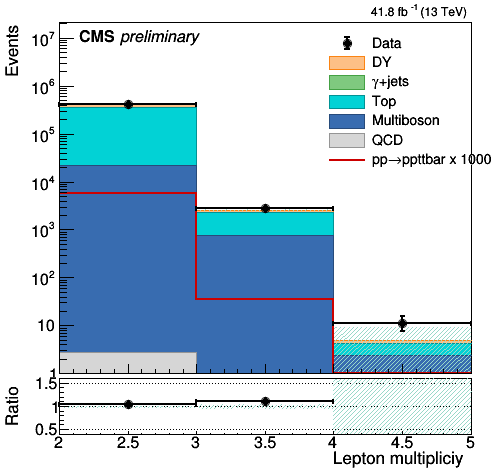 41.8 fb⁻¹ (13 TeV)
Events
CMS preliminary
Data
DY
γ+jets
Top
Multiboson
QCD
pp→ppttbar x 1000
10⁷
10⁶
10⁵
10⁴
10³
10²
10
1
Ratio
1.5
1
0.5
2 2.5 3 3.5 4 4.5 5
Lepton multipliciy